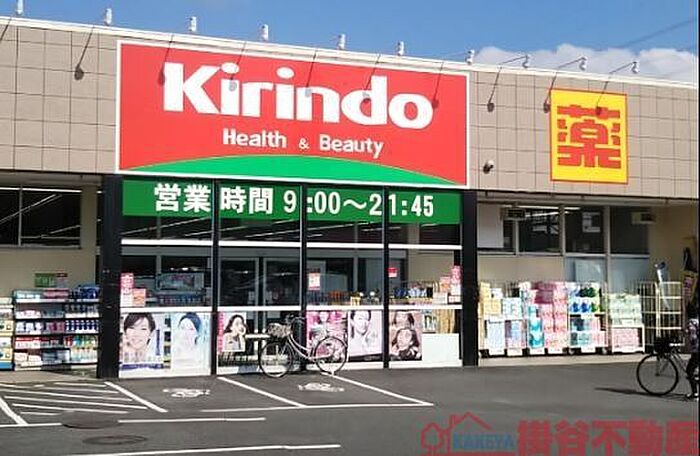 Kirindo
Health & Beauty
薬
営業時間 9:00～21:45
KAKEYA 掛谷不動産